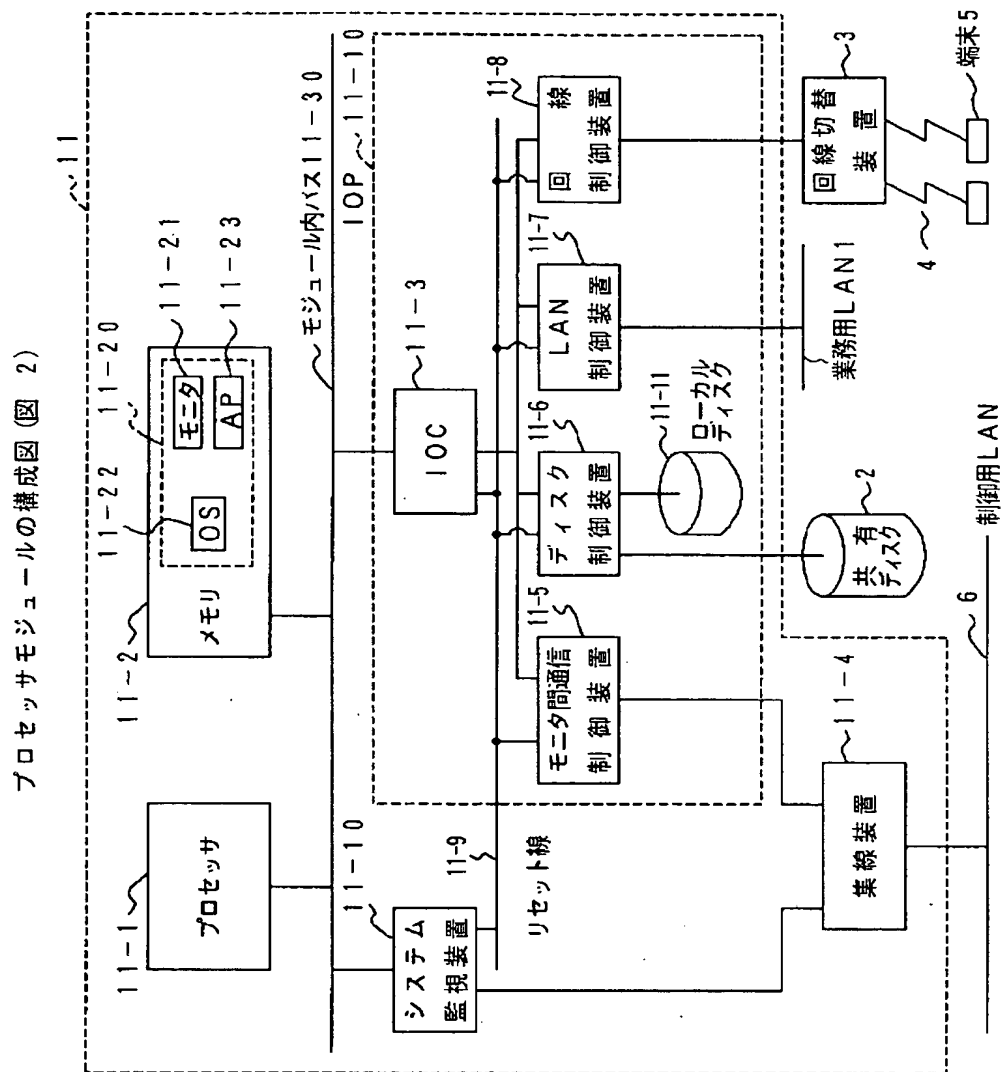 プロセッサモジュールの構成図(図 2)
11
11-1
プロセッサ
11-2
メモリ
11-22
OS
11-20
モニタ
11-21
AP
11-23
モジュール内バス11-30
IOP
11-10
11-10
システム
監視装置
11-9
リセット線
11-3
IOC
11-5
モニタ間通信
制御装置
11-6
ディスク
制御装置
11-7
LAN
制御装置
11-8
回線
制御装置
11-11
ローカル
ディスク
11-4
集線装置
2
共有
ディスク
業務用LAN1
3
回線切替
装置
4
端末5
6
制御用LAN